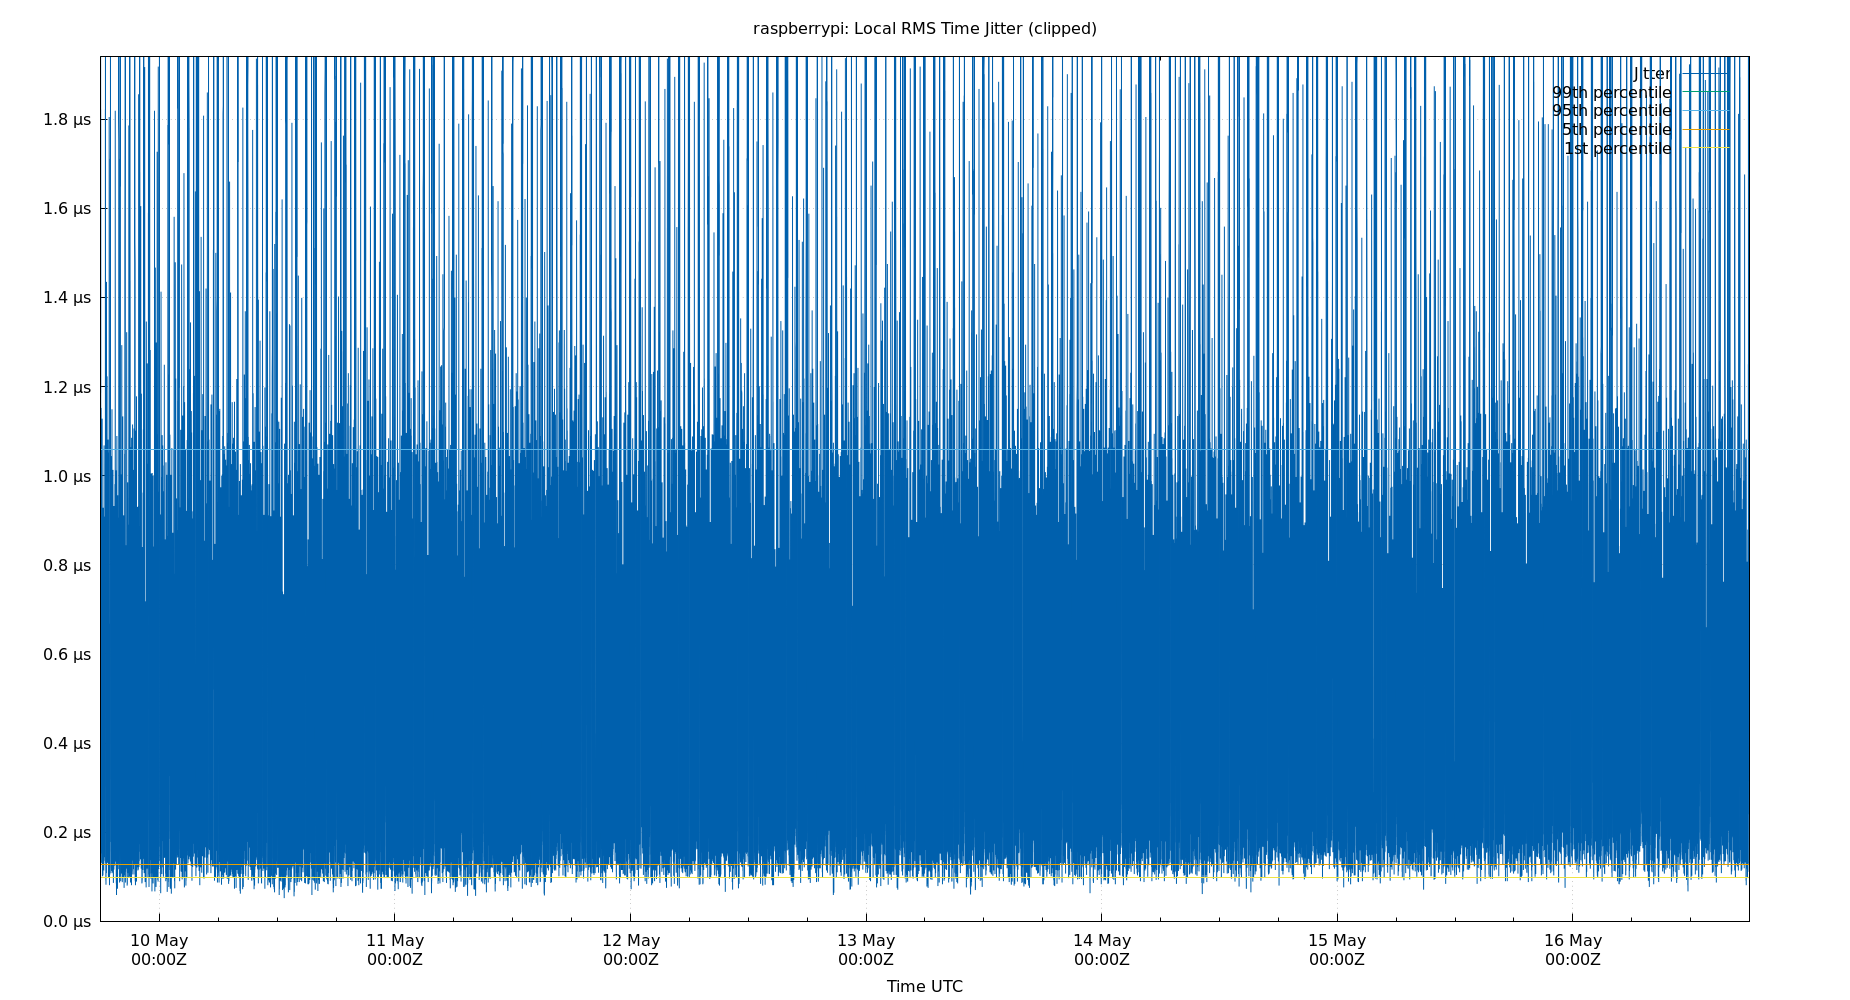 raspberrypi: Local RMS Time Jitter (clipped)
Jitter
99th percentile
95th percentile
5th percentile
1st percentile
1.8 µs
1.6 µs
1.4 µs
1.2 µs
1.0 µs
0.8 µs
0.6 µs
0.4 µs
0.2 µs
0.0 µs
10 May 11 May 12 May 13 May 14 May 15 May 16 May
00:00Z 00:00Z 00:00Z 00:00Z 00:00Z 00:00Z 00:00Z
Time UTC